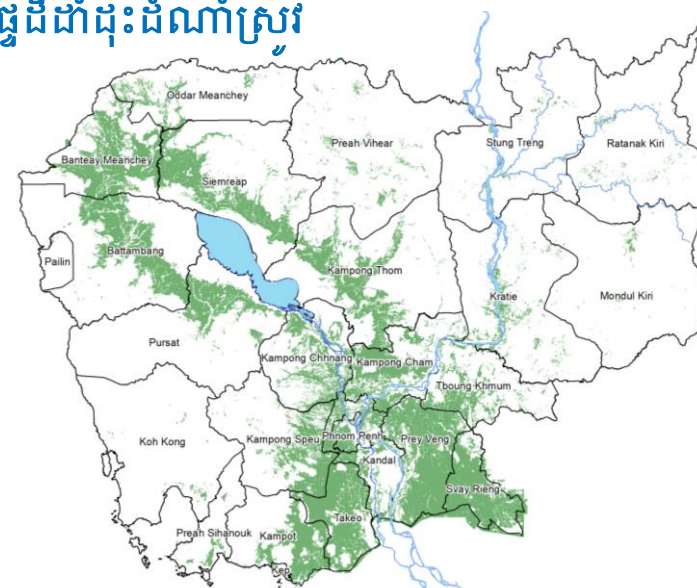 ផ្ទៃដីដាំដុះដំណាំស្រូវ
Oddar Meanchey
Preah Vihear
Stung Treng
Ratanak Kiri
Banteay Meanchey
Siemreap
Battambang
Pailin
Kampong Thom
Kratie
Mondul Kiri
Pursat
Kampong Chhnang
Kampong Cham
Tboung Khmum
Koh Kong
Kampong Speu
Phnom Penh
Prey Veng
Kandal
Svay Rieng
Takeo
Preah Sihanouk
Kampot
Kep